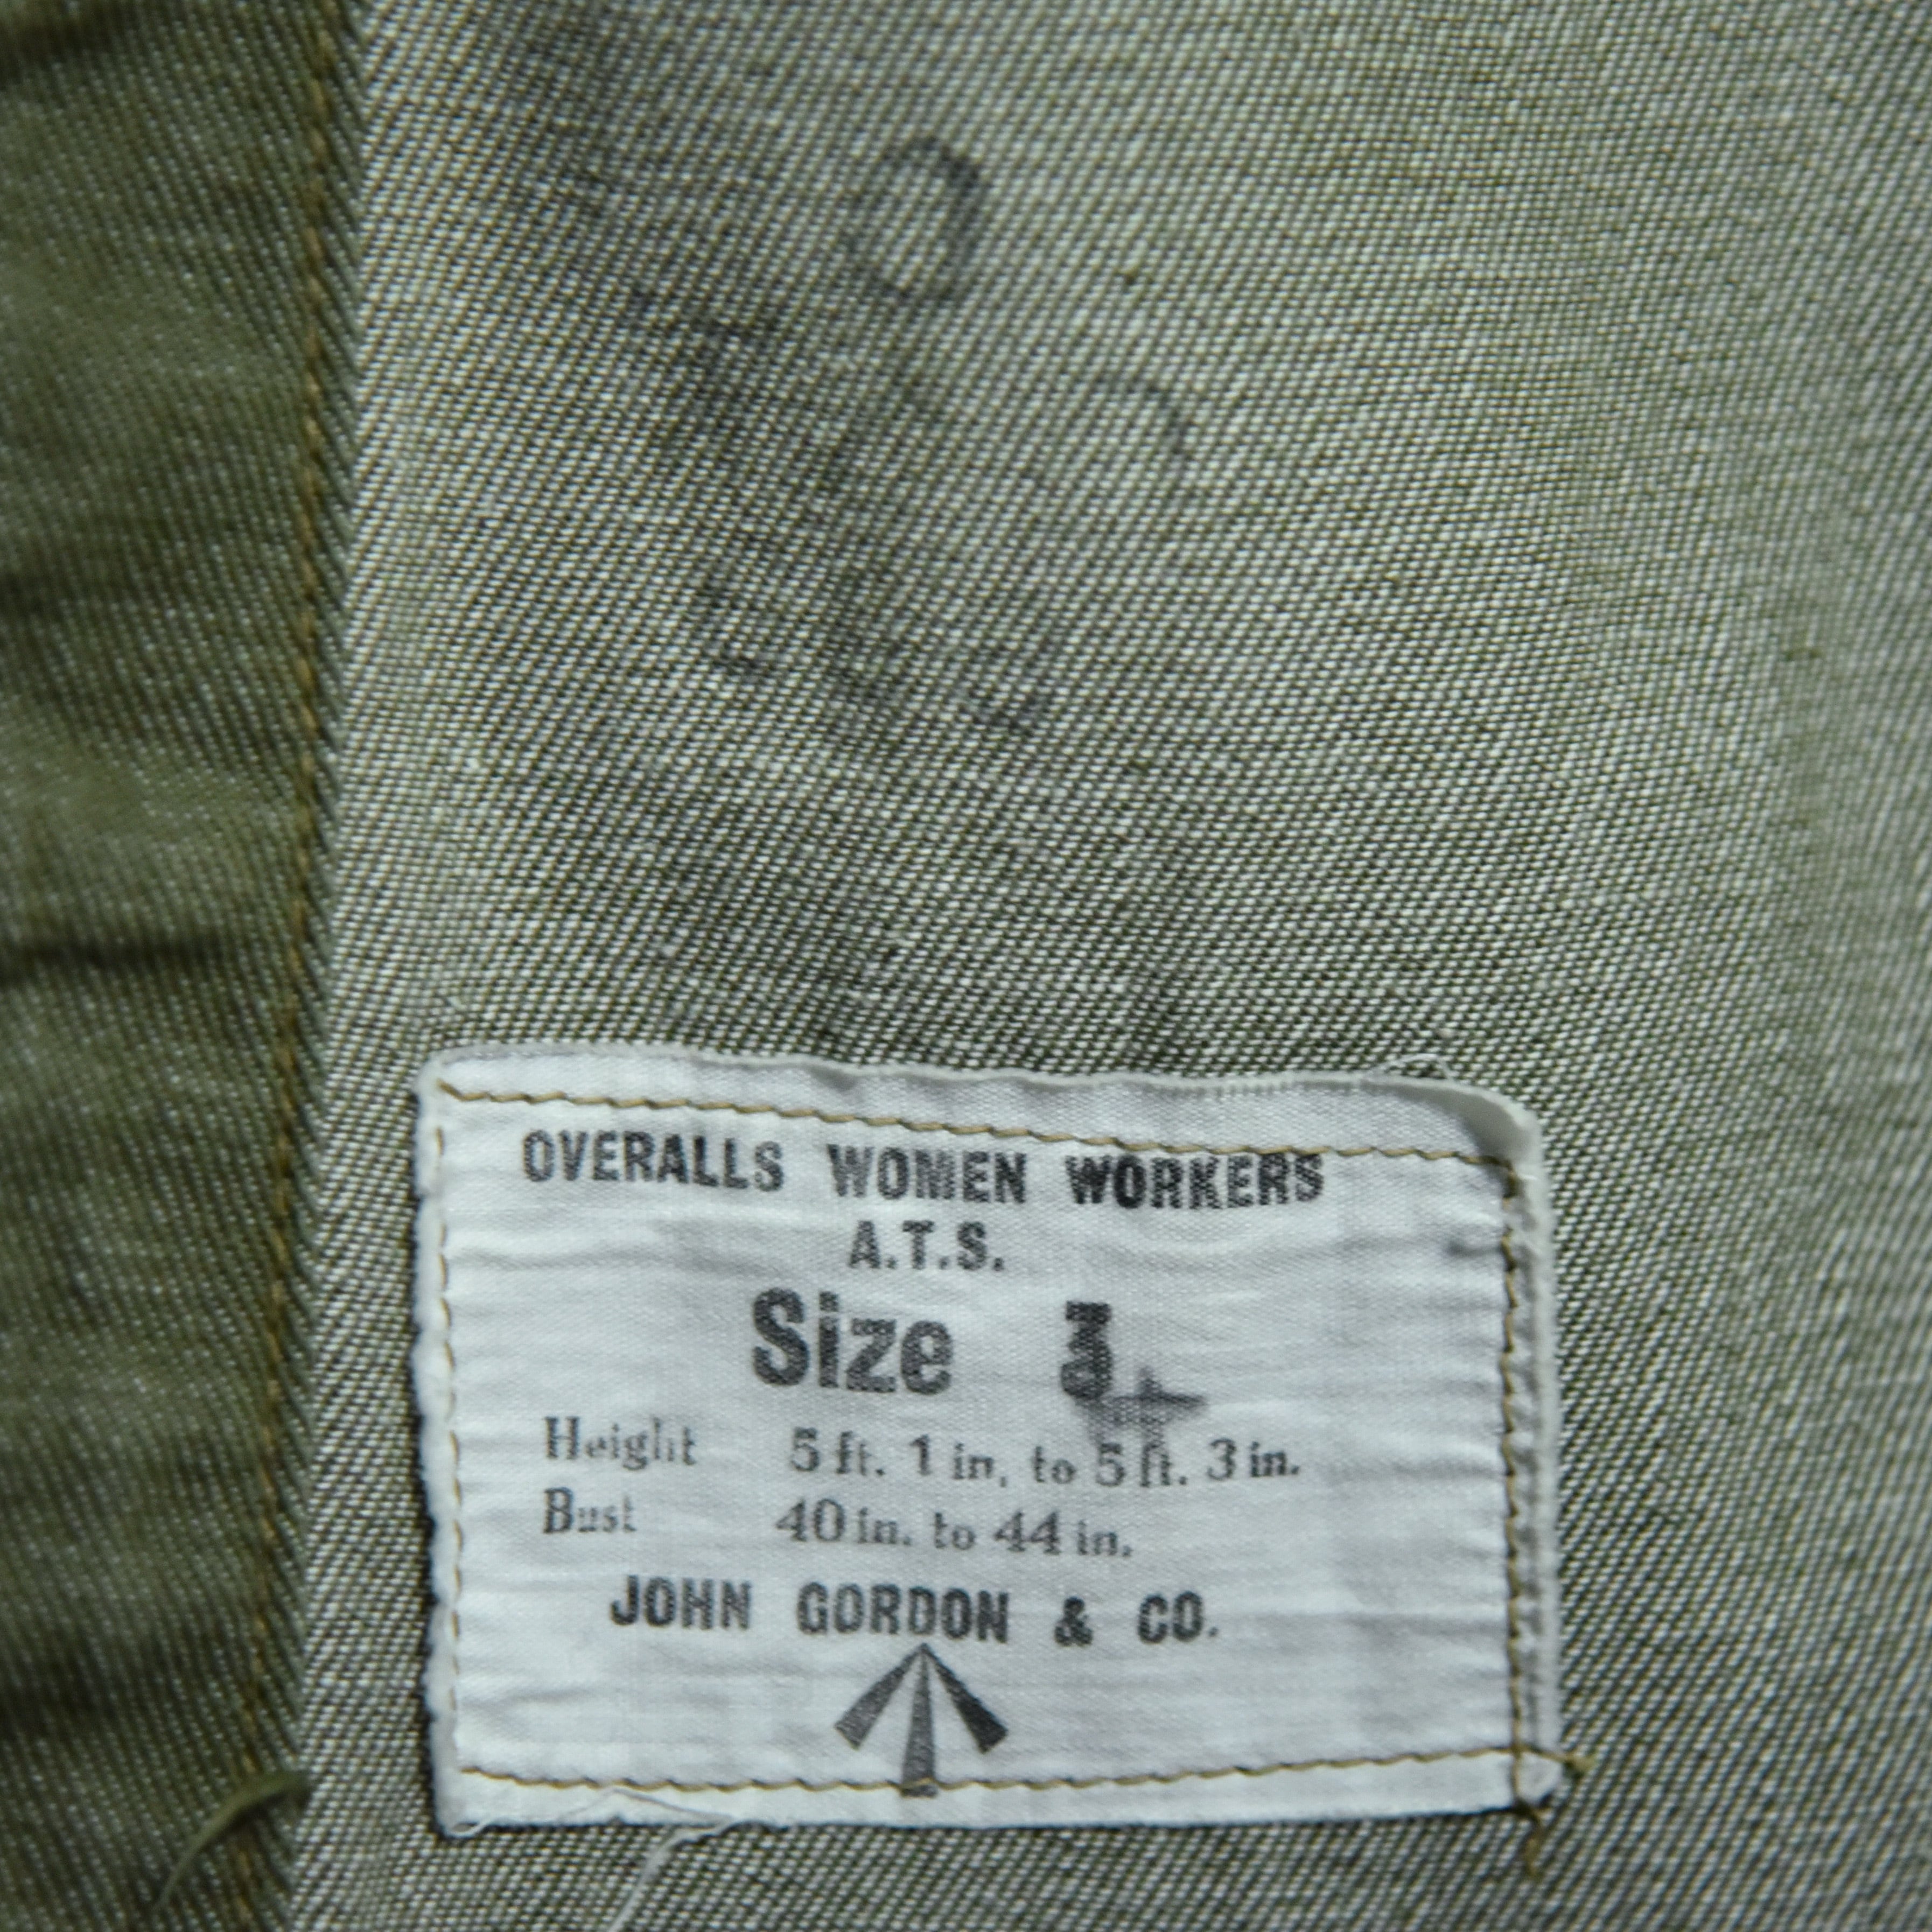 OVERALLS WOMEN WORKERS
A.T.S.
Size 3
Height 5 ft. 1 in, to 5 ft. 3 in.
Bust 40 in. to 44 in.
JOHN GORDON & CO.